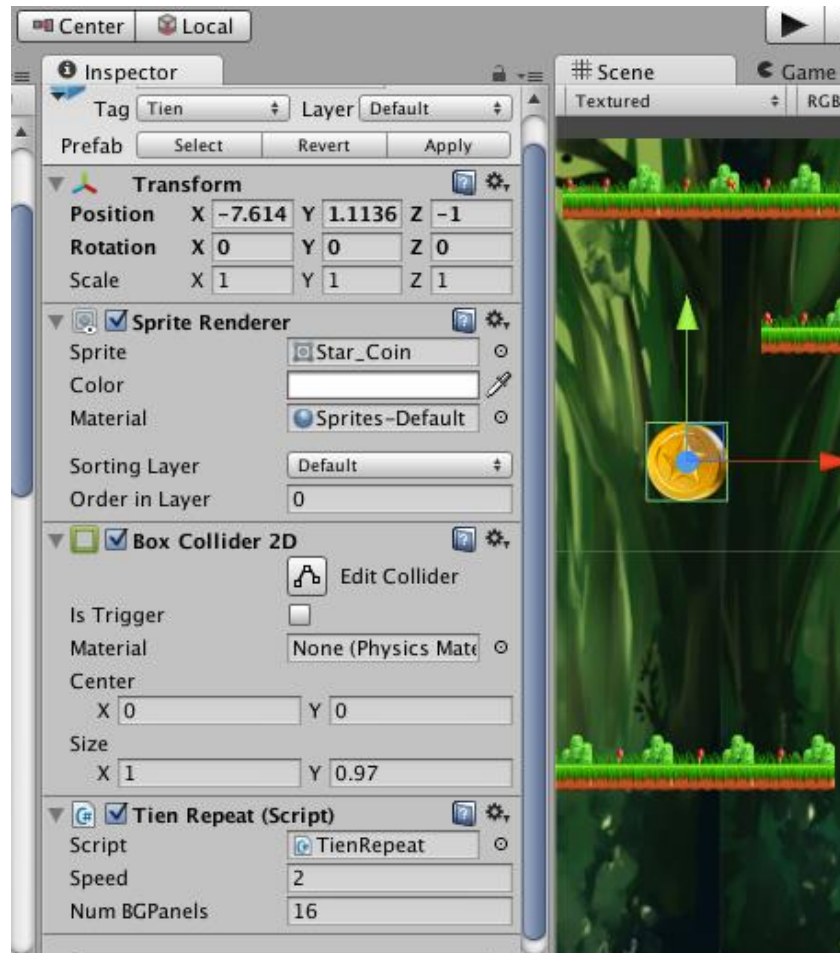 Center Local
Inspector
Tag Tien Layer Default
Prefab Select Revert Apply
Transform
Position X -7.614 Y 1.1136 Z -1
Rotation X 0 Y 0 Z 0
Scale X 1 Y 1 Z 1
Sprite Renderer
Sprite Star_Coin
Color
Material Sprites-Default
Sorting Layer Default
Order in Layer 0
Box Collider 2D
Edit Collider
Is Trigger
Material None (Physics Mate
Center
X 0 Y 0
Size
X 1 Y 0.97
Tien Repeat (Script)
Script TienRepeat
Speed 2
Num BGPanels 16
Scene Game
Textured RGB